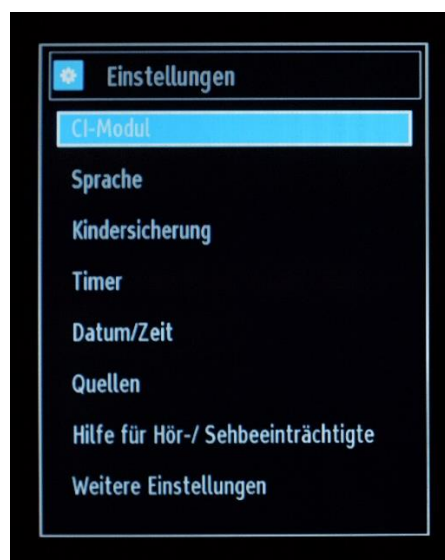 Einstellungen
CI-Modul
Sprache
Kindersicherung
Timer
Datum/Zeit
Quellen
Hilfe für Hör-/ Sehbeeinträchtigte
Weitere Einstellungen